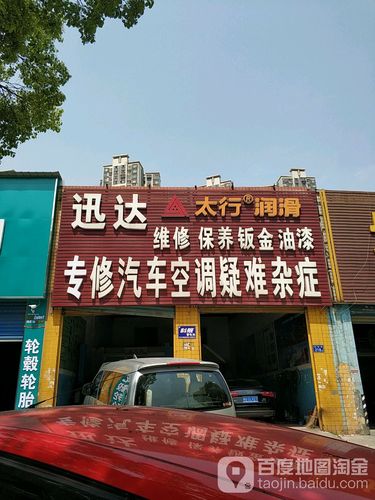 迅达 太行® 润滑
维修 保养钣金油漆
专修汽车空调疑难杂症
轮毂轮胎
百度地图淘金
taojin.baidu.com